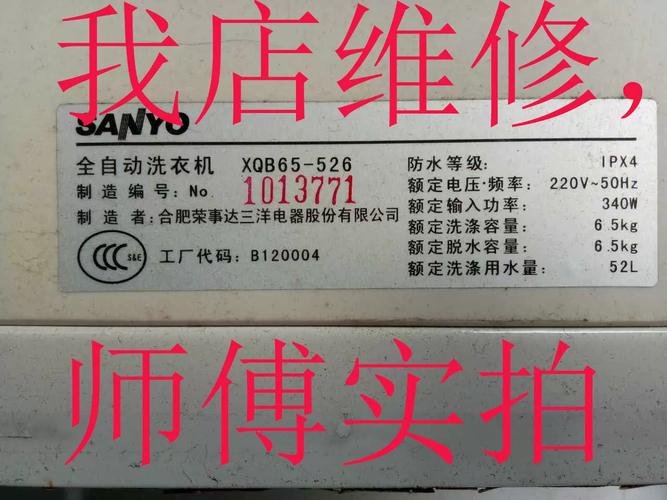 我店维修,
SANYO
全自动洗衣机 XQB65-526
制造编号: No. 1013771
制造者: 合肥荣事达三洋电器股份有限公司
CCC S&E 工厂代码: B120004
防水等级: IPX4
额定电压·频率: 220V~50Hz
额定输入功率: 340W
额定洗涤容量: 6.5kg
额定脱水容量: 6.5kg
额定洗涤用水量: 52L
师傅实拍